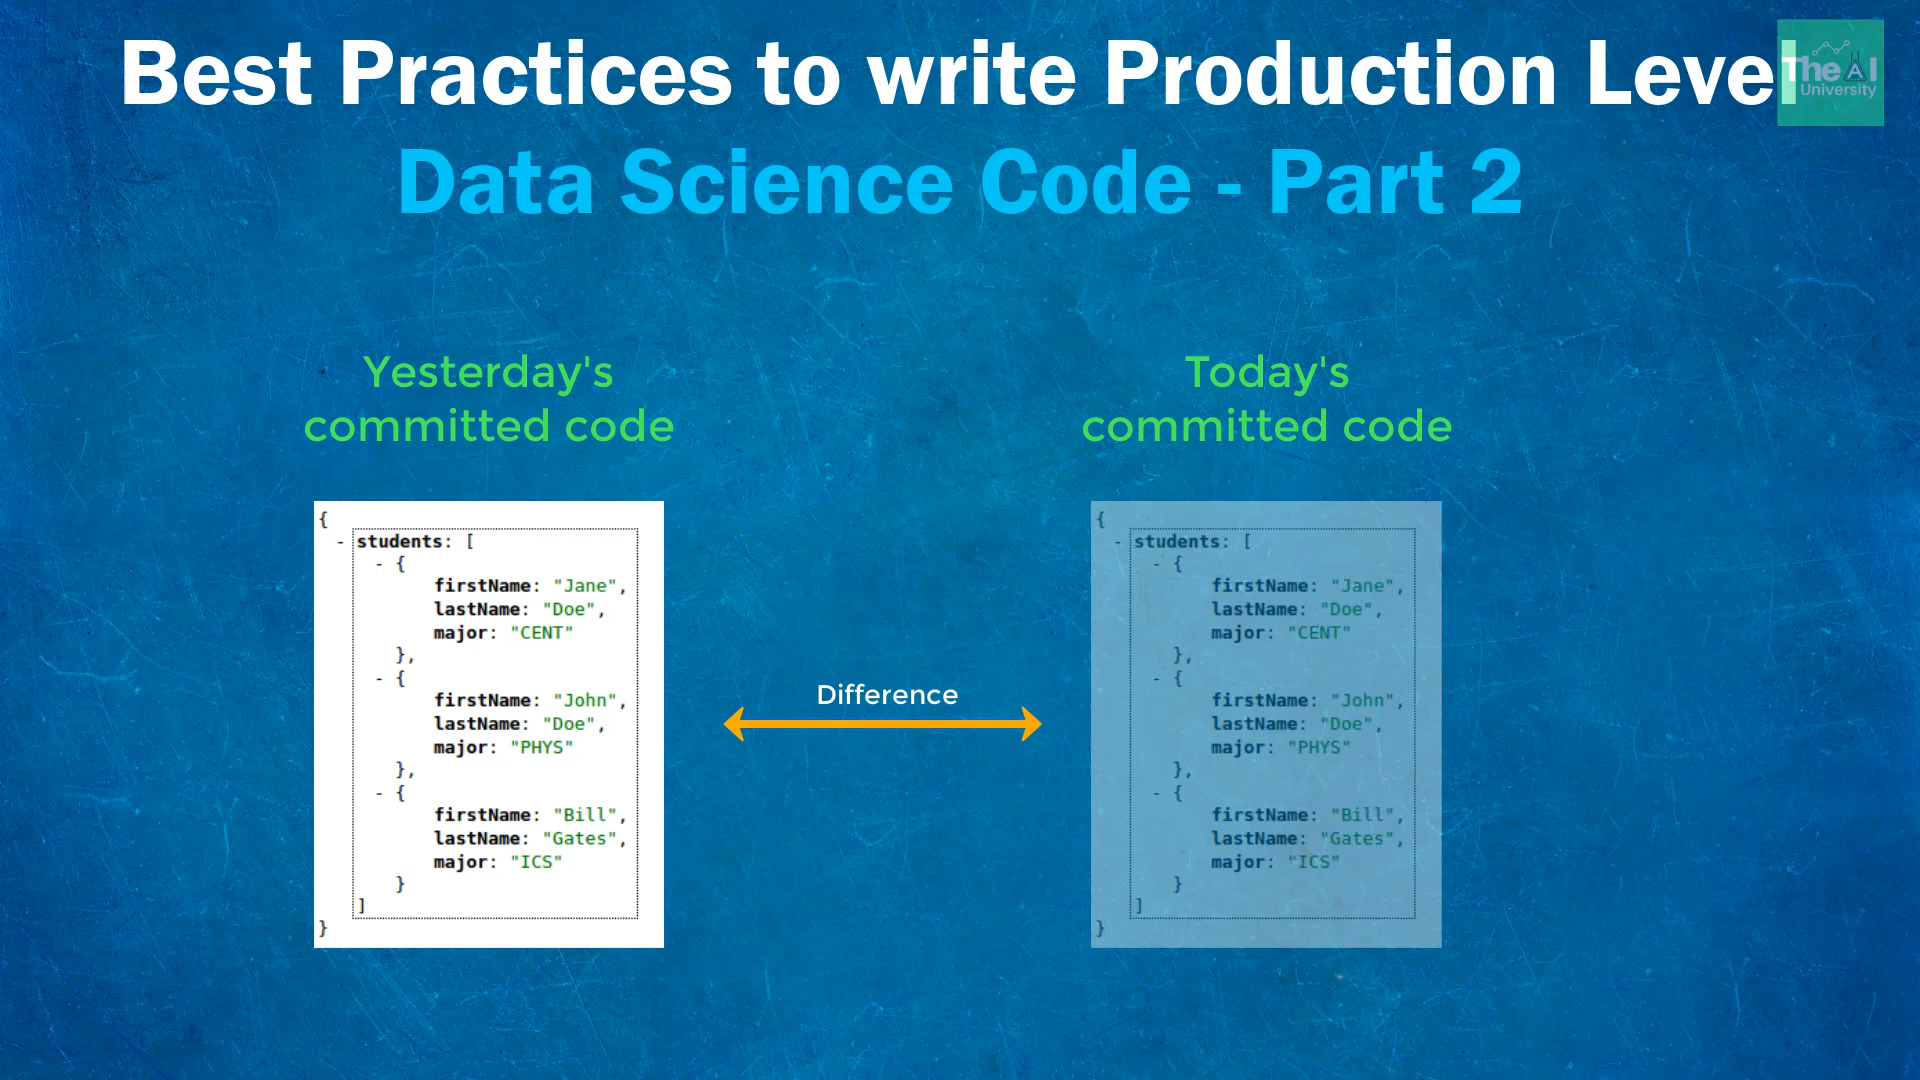 Best Practices to write Production Level
Data Science Code - Part 2
The AI
University
Yesterday's
committed code
Today's
committed code
{
- students: [
- {
firstName: "Jane",
lastName: "Doe",
major: "CENT"
},
- {
firstName: "John",
lastName: "Doe",
major: "PHYS"
},
- {
firstName: "Bill",
lastName: "Gates",
major: "ICS"
}
]
}
Difference
{
- students: [
- {
firstName: "Jane",
lastName: "Doe",
major: "CENT"
},
- {
firstName: "John",
lastName: "Doe",
major: "PHYS"
},
- {
firstName: "Bill",
lastName: "Gates",
major: "ICS"
}
]
}